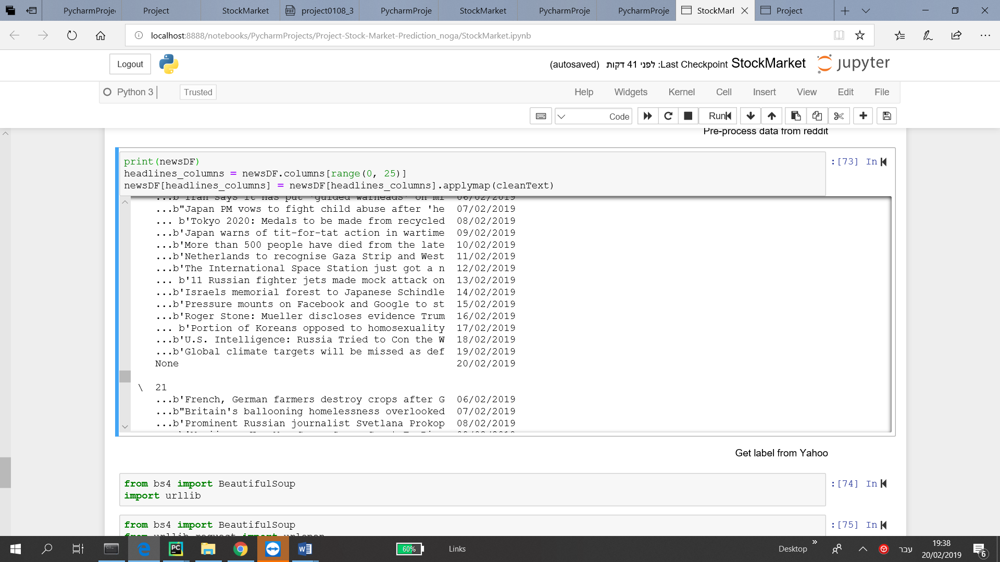 PycharmProje
Project
StockMarket
project0108_3
PycharmProje
StockMarket
PycharmProje
PycharmProje
StockMarl
Project
localhost:8888/notebooks/PycharmProjects/Project-Stock-Market-Prediction_noga/StockMarket.ipynb
Logout
(autosaved) לפני 41 דקות :Last Checkpoint StockMarket jupyter
Python 3
Trusted
Help Widgets Kernel Cell Insert View Edit File
Code
Run
Pre-process data from reddit
print(newsDF)
headlines_columns = newsDF.columns[range(0, 25)]
newsDF[headlines_columns] = newsDF[headlines_columns].applymap(cleanText)
:[73] In
...b'Iran says it has put 'guided warheads' on mi 06/02/2019
...b"Japan PM vows to fight child abuse after 'he 07/02/2019
... b'Tokyo 2020: Medals to be made from recycled 08/02/2019
...b'Japan warns of tit-for-tat action in wartime 09/02/2019
...b'More than 500 people have died from the late 10/02/2019
...b'Netherlands to recognise Gaza Strip and West 11/02/2019
...b'The International Space Station just got a n 12/02/2019
... b'11 Russian fighter jets made mock attack on 13/02/2019
...b'Israels memorial forest to Japanese Schindle 14/02/2019
...b'Pressure mounts on Facebook and Google to st 15/02/2019
...b'Roger Stone: Mueller discloses evidence Trum 16/02/2019
... b'Portion of Koreans opposed to homosexuality 17/02/2019
...b'U.S. Intelligence: Russia Tried to Con the W 18/02/2019
...b'Global climate targets will be missed as def 19/02/2019
None 20/02/2019
\ 21
...b'French, German farmers destroy crops after G 06/02/2019
...b"Britain's ballooning homelessness overlooked 07/02/2019
...b'Prominent Russian journalist Svetlana Prokop 08/02/2019
Get label from Yahoo
from bs4 import BeautifulSoup
import urllib
:[74] In
from bs4 import BeautifulSoup
from urllib.request import urlopen
:[75] In
60%
Links
Desktop
עבר
19:38
20/02/2019
6